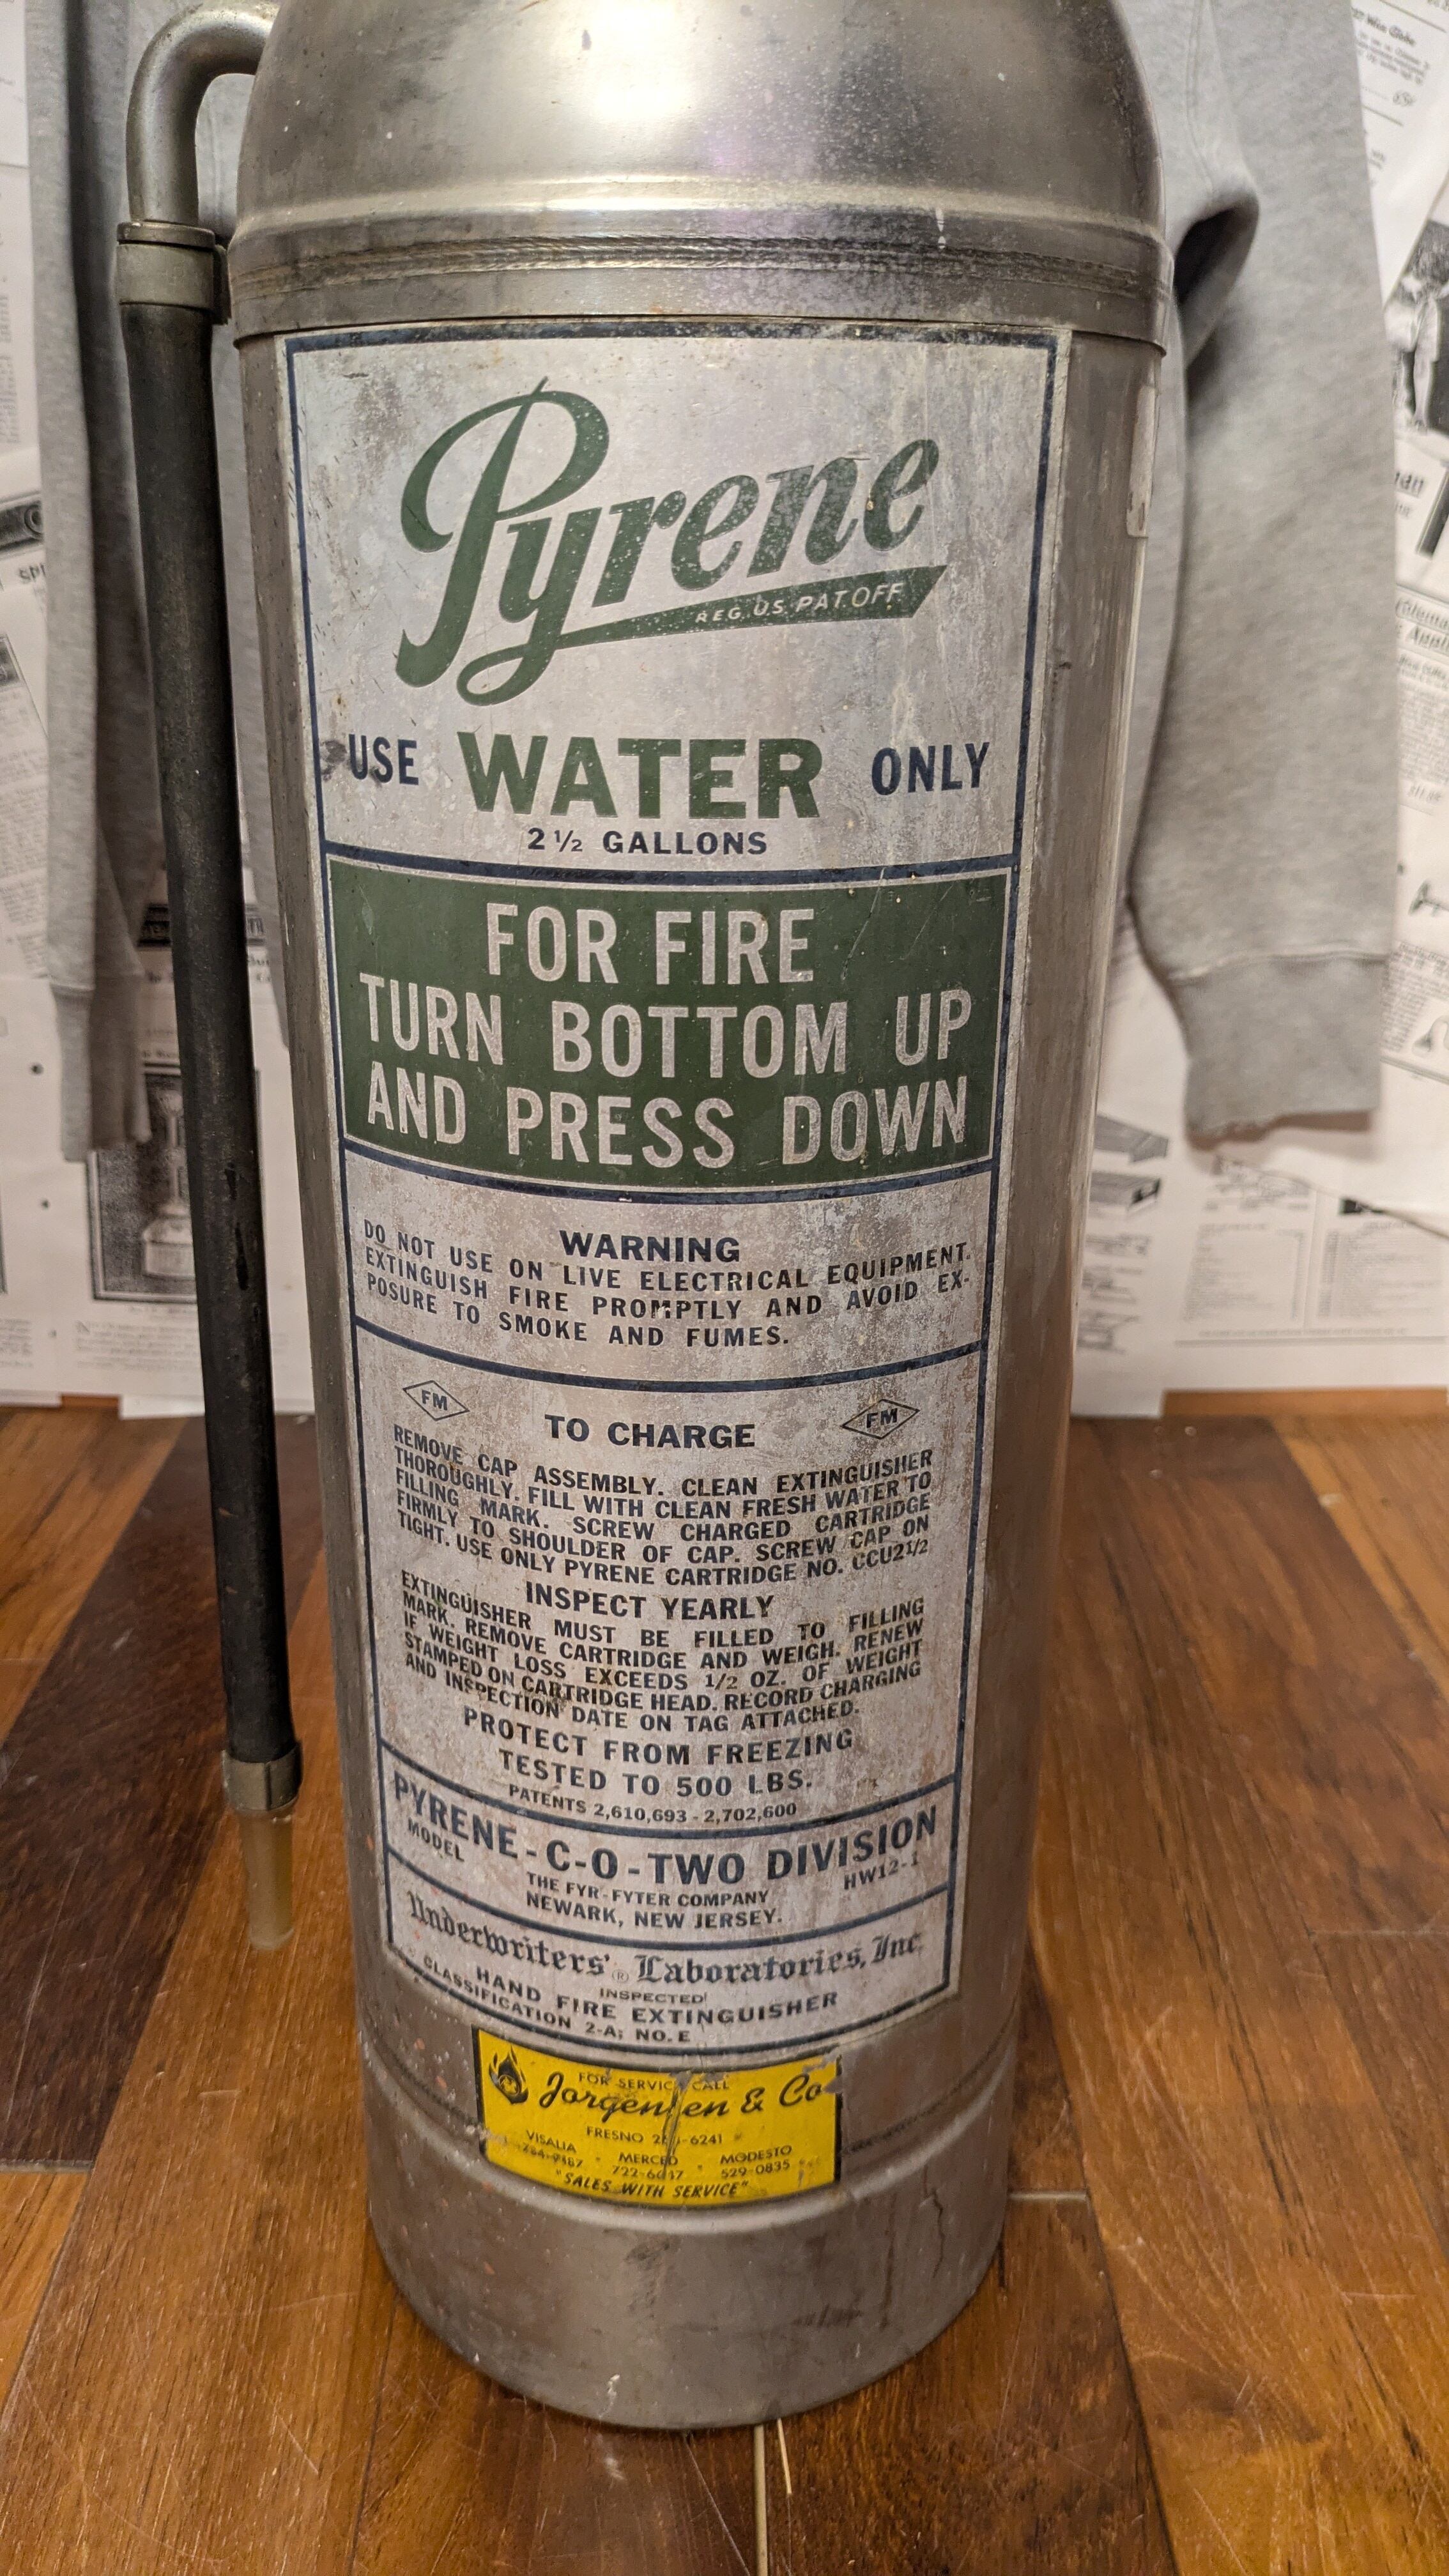 Pyrene
REG. U.S. PAT. OFF.
USE WATER ONLY
2 1/2 GALLONS
FOR FIRE
TURN BOTTOM UP
AND PRESS DOWN
WARNING
DO NOT USE ON LIVE ELECTRICAL EQUIPMENT.
EXTINGUISH FIRE PROMPTLY AND AVOID EX-
POSURE TO SMOKE AND FUMES.
FM FM
TO CHARGE
REMOVE CAP ASSEMBLY. CLEAN EXTINGUISHER
THOROUGHLY. FILL WITH CLEAN FRESH WATER TO
FILLING MARK. SCREW CHARGED CARTRIDGE
FIRMLY TO SHOULDER OF CAP. SCREW CAP ON
TIGHT. USE ONLY PYRENE CARTRIDGE NO. CCU2 1/2
INSPECT YEARLY
EXTINGUISHER MUST BE FILLED TO FILLING
MARK. REMOVE CARTRIDGE AND WEIGH. RENEW
IF WEIGHT LOSS EXCEEDS 1/2 OZ. OF WEIGHT
STAMPED ON CARTRIDGE HEAD. RECORD CHARGING
AND INSPECTION DATE ON TAG ATTACHED.
PROTECT FROM FREEZING
TESTED TO 500 LBS.
PATENTS 2,610,693 - 2,702,600
PYRENE-C-O-TWO DIVISION
MODEL HW12-1
THE FYR-FYTER COMPANY
NEWARK, NEW JERSEY.
Underwriters' ® Laboratories, Inc.
INSPECTED
HAND FIRE EXTINGUISHER
CLASSIFICATION 2-A; NO. E
FOR SERVICE CALL
Jorgensen & Co
FRESNO
VISALIA MERCED MODESTO
529-0835
"SALES WITH SERVICE"